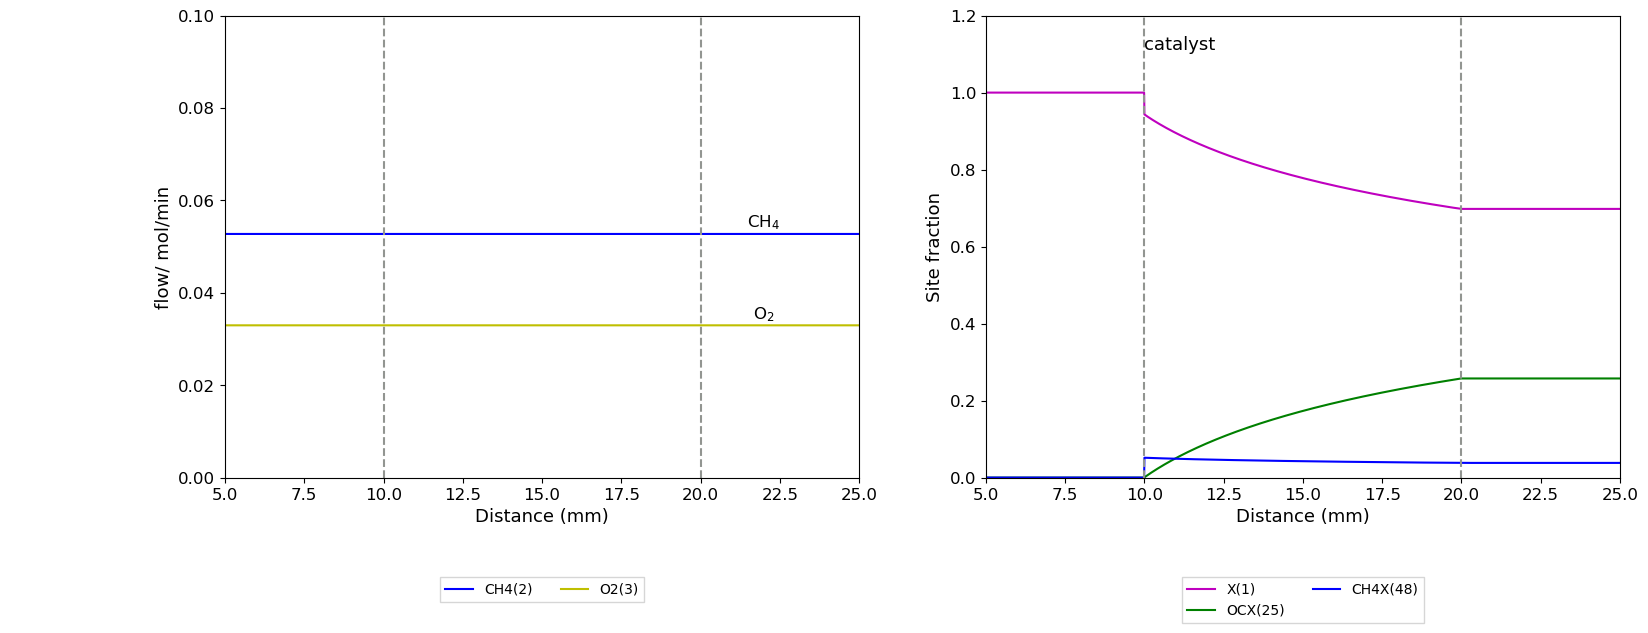 0.10
0.08
0.06
0.04
0.02
0.00
flow/ mol/min
CH₄
O₂
5.0 7.5 10.0 12.5 15.0 17.5 20.0 22.5 25.0
Distance (mm)
CH4(2) O2(3)
1.2
1.0
0.8
0.6
0.4
0.2
0.0
Site fraction
catalyst
5.0 7.5 10.0 12.5 15.0 17.5 20.0 22.5 25.0
Distance (mm)
X(1) CH4X(48)
OCX(25)